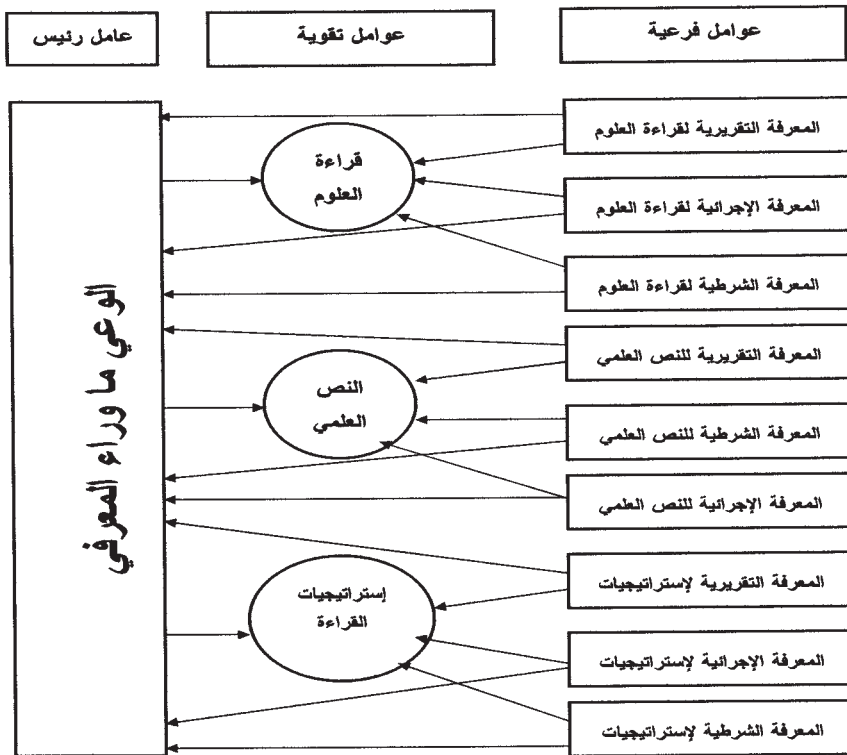 عوامل فرعية
عوامل تقوية
عامل رئيس
المعرفة التقريرية لقراءة العلوم
المعرفة الإجرائية لقراءة العلوم
المعرفة الشرطية لقراءة العلوم
المعرفة التقريرية للنص العلمي
المعرفة الشرطية للنص العلمي
المعرفة الإجرائية للنص العلمي
المعرفة التقريرية لإستراتيجيات
المعرفة الإجرائية لإستراتيجيات
المعرفة الشرطية لإستراتيجيات
قراءة
العلوم
النص
العلمي
إستراتيجيات
القراءة
الوعي ما وراء المعرفي